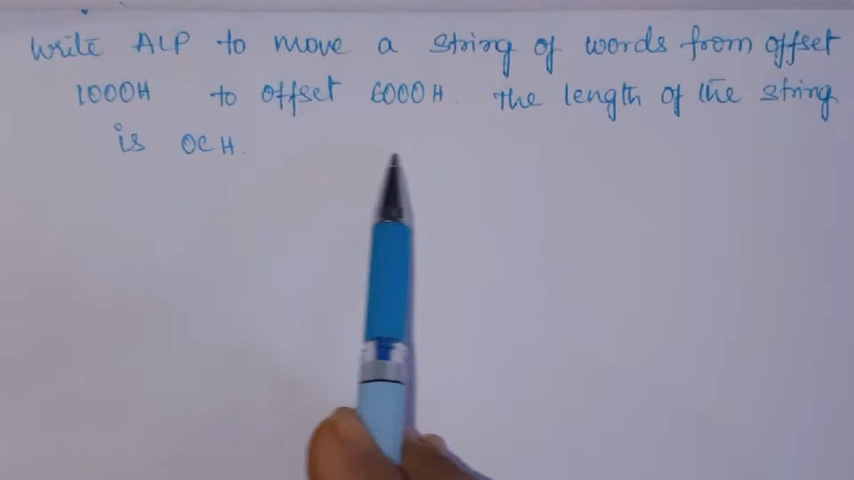 Write ALP to move a string of words from offset
1000H to offset 6000H. The length of the string
is 0CH.